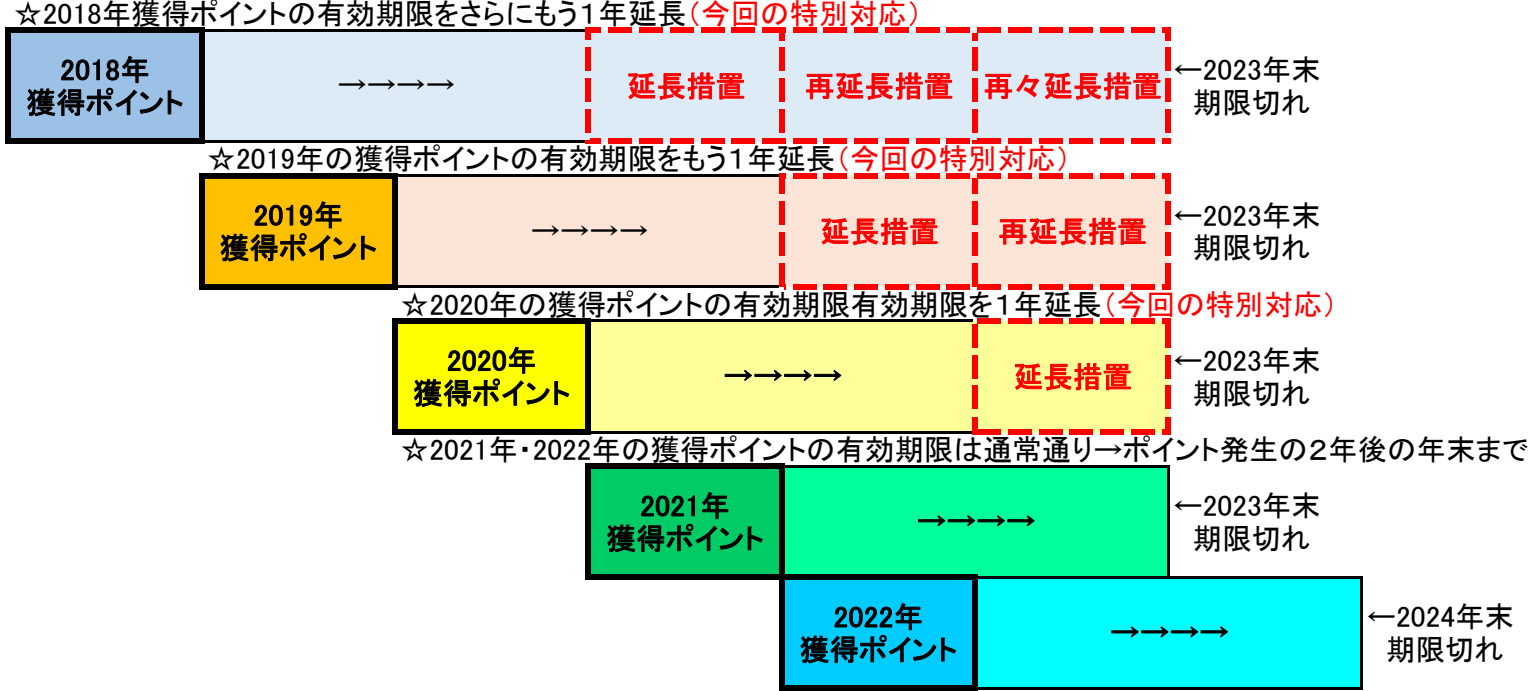 ☆2018年獲得ポイントの有効期限をさらにもう１年延長(今回の特別対応)
2018年
獲得ポイント
→→→→
延長措置
再延長措置
再々延長措置
←2023年末
期限切れ
☆2019年の獲得ポイントの有効期限をもう１年延長(今回の特別対応)
2019年
獲得ポイント
→→→→
延長措置
再延長措置
←2023年末
期限切れ
☆2020年の獲得ポイントの有効期限有効期限を１年延長(今回の特別対応)
2020年
獲得ポイント
→→→→
延長措置
←2023年末
期限切れ
☆2021年・2022年の獲得ポイントの有効期限は通常通り→ポイント発生の２年後の年末まで
2021年
獲得ポイント
→→→→
←2023年末
期限切れ
2022年
獲得ポイント
→→→→
←2024年末
期限切れ